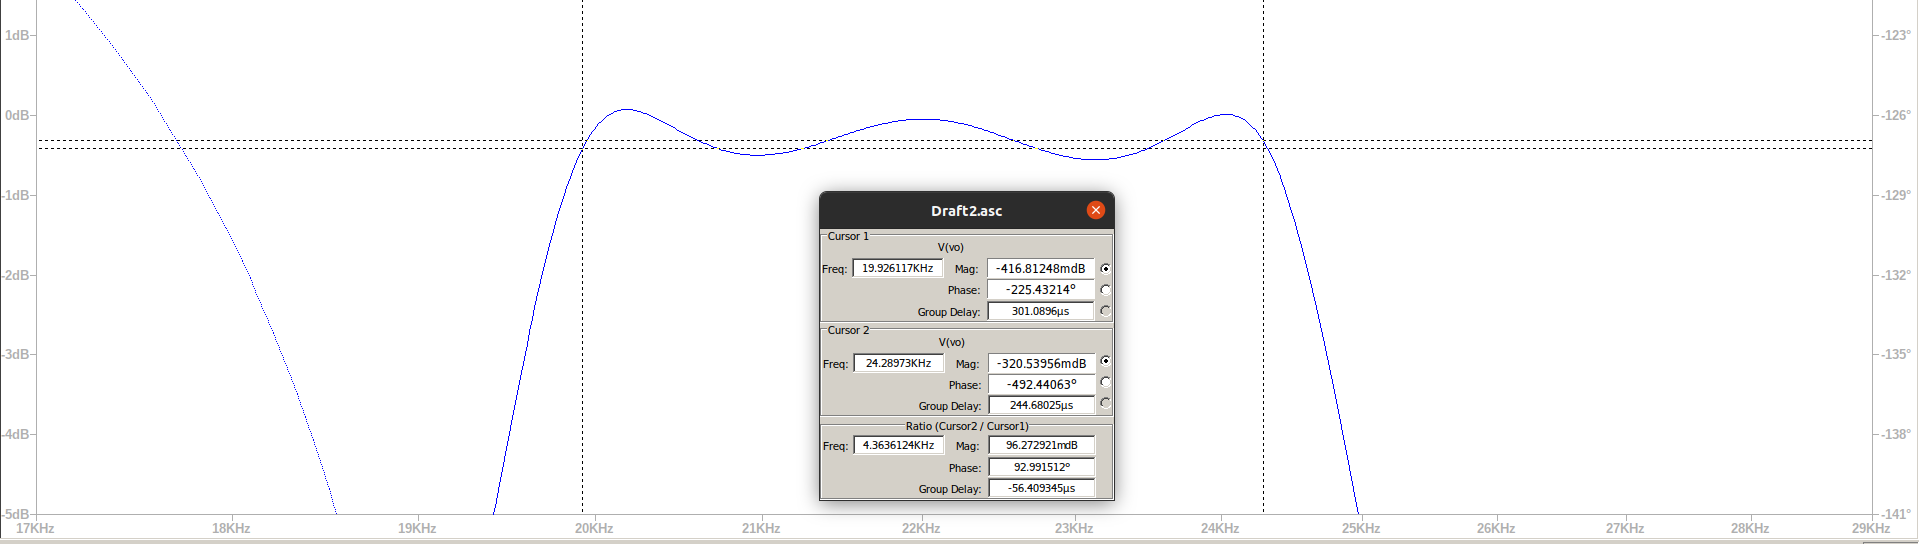 1dB
-123°
0dB
-126°
-1dB
-129°
-2dB
-132°
-3dB
-135°
-4dB
-138°
-5dB
-141°
17KHz 18KHz 19KHz 20KHz 21KHz 22KHz 23KHz 24KHz 25KHz 26KHz 27KHz 28KHz 29KHz
Draft2.asc
Cursor 1
V(vo)
Freq: 19.926117KHz Mag: -416.81248mdB
Phase: -225.43214°
Group Delay: 301.0896µs
Cursor 2
V(vo)
Freq: 24.28973KHz Mag: -320.53956mdB
Phase: -492.44063°
Group Delay: 244.68025µs
Ratio (Cursor2 / Cursor1)
Freq: 4.3636124KHz Mag: 96.272921mdB
Phase: 92.991512°
Group Delay: -56.409345µs